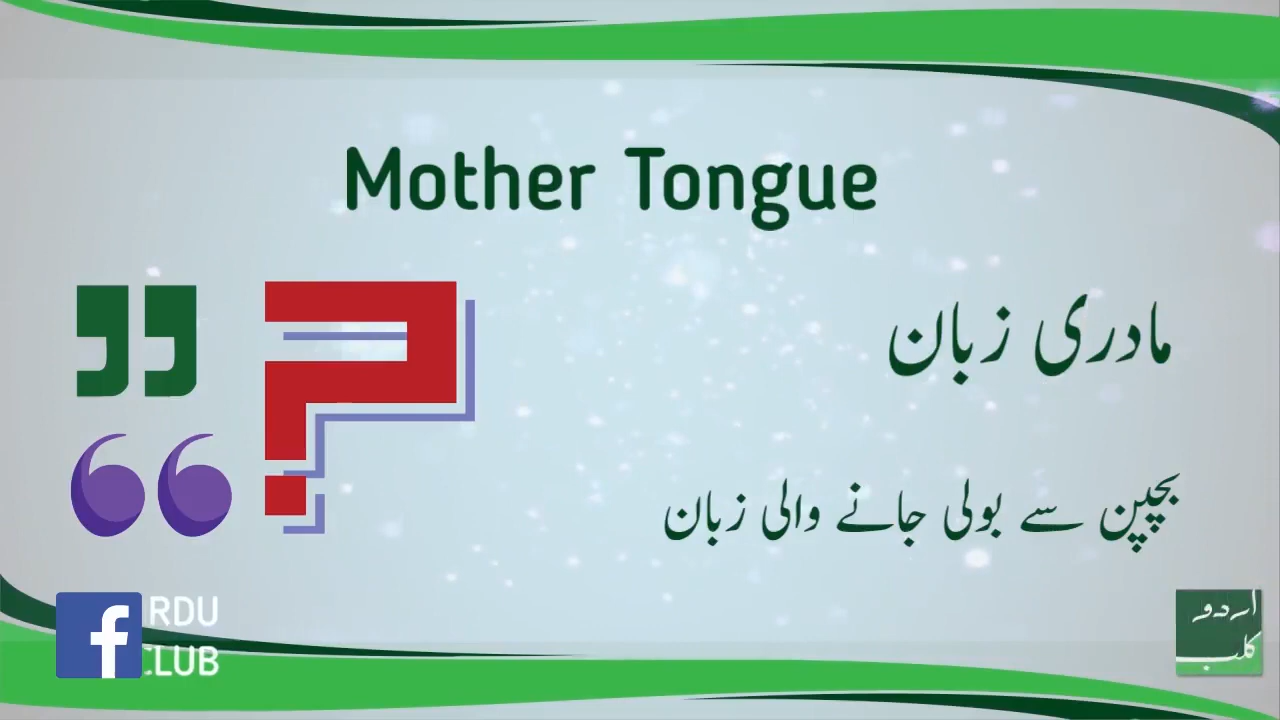 Mother Tongue
مادری زبان
بچپن سے بولی جانے والی زبان
RDU
CLUB
اردو
کلب